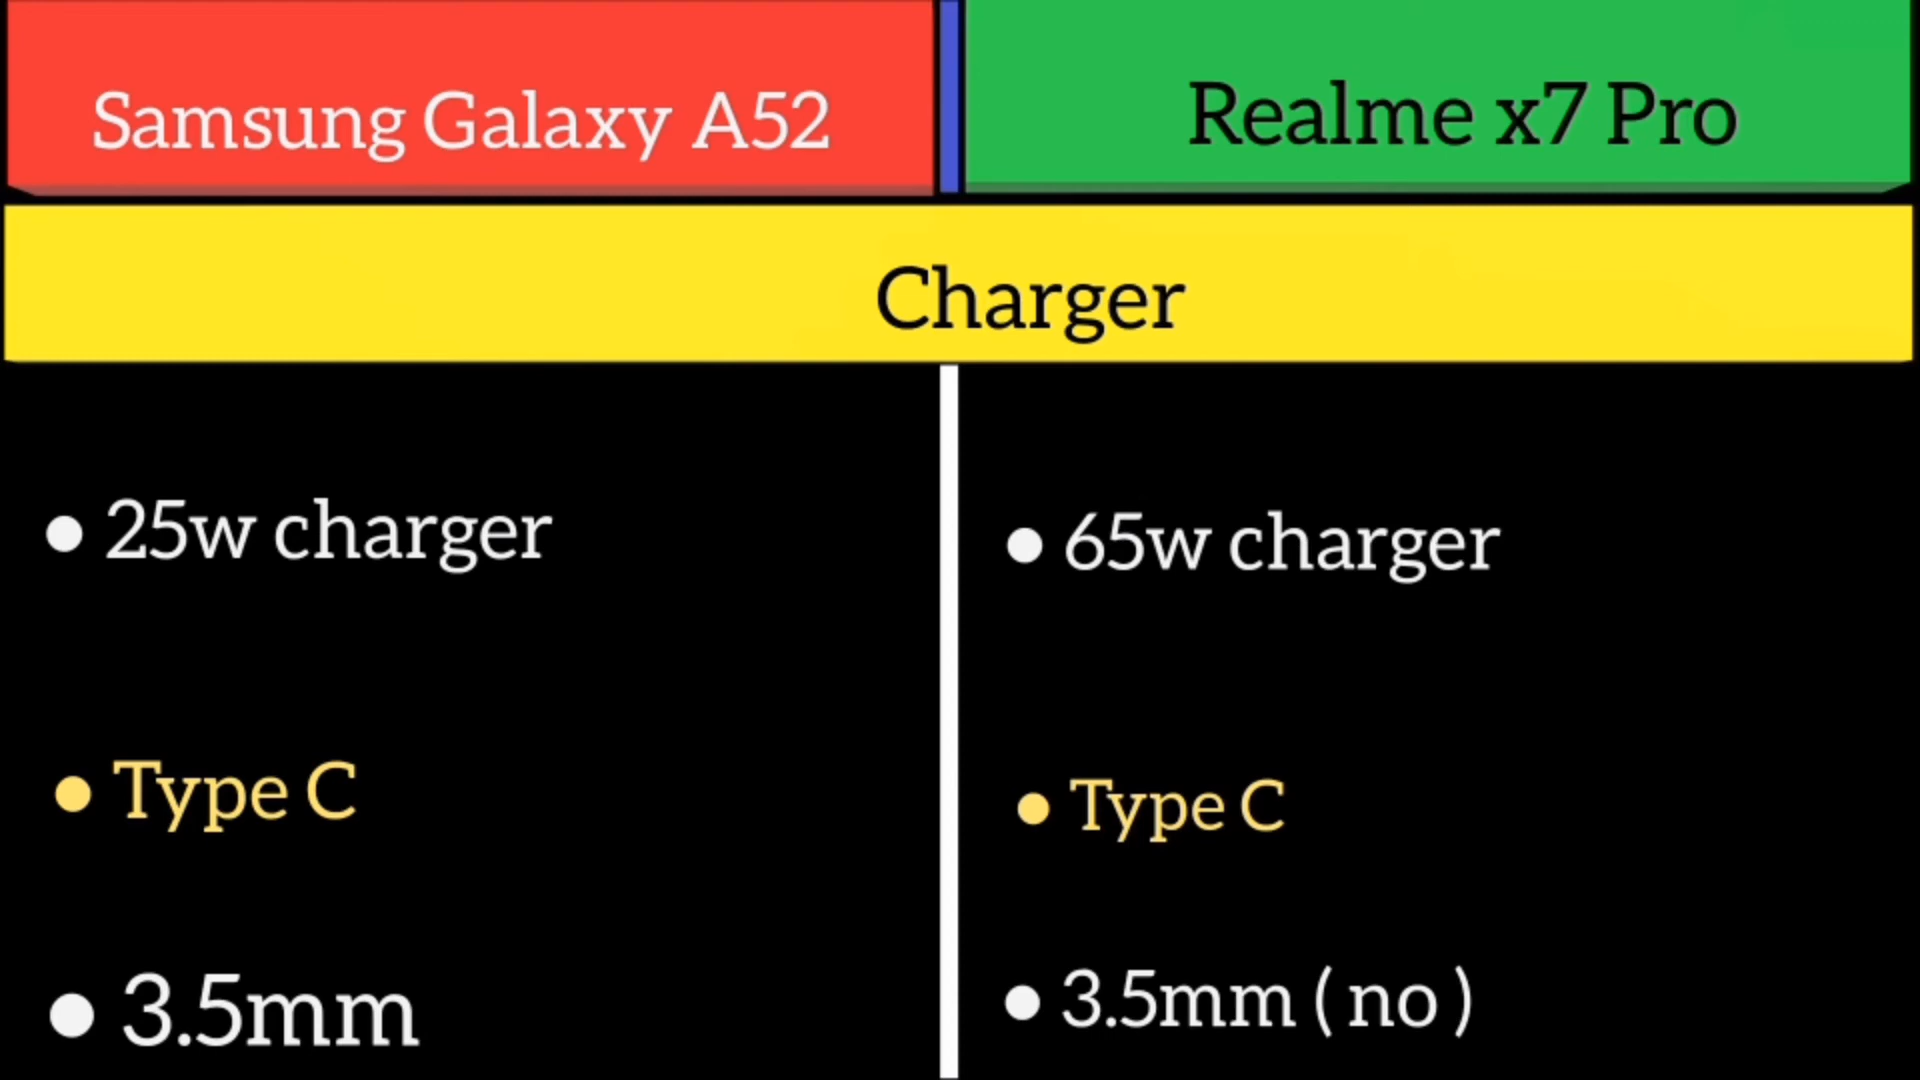 Samsung Galaxy A52
Realme x7 Pro
Charger
• 25w charger
• Type C
• 3.5mm
• 65w charger
• Type C
• 3.5mm ( no )